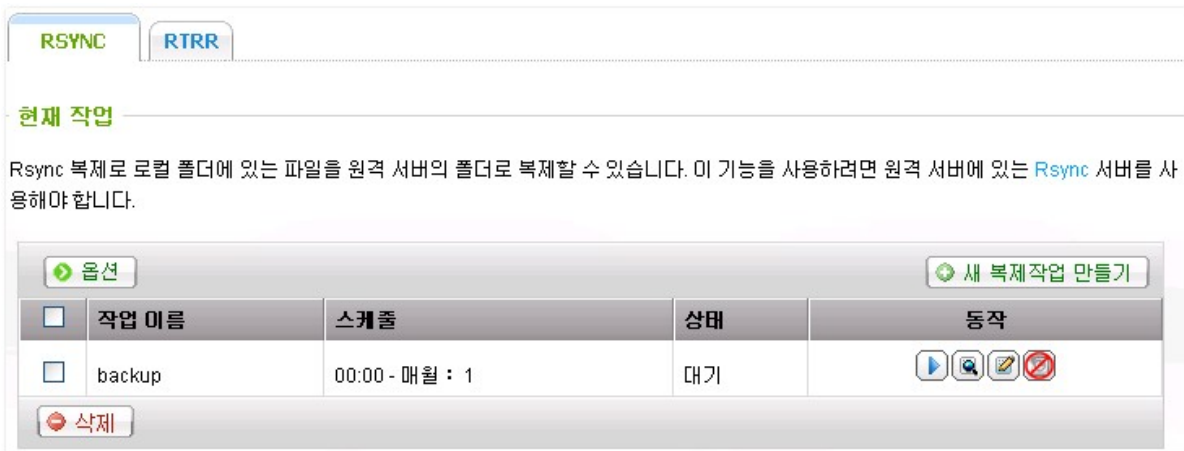 RSYNC RTRR
현재 작업
Rsync 복제로 로컬 폴더에 있는 파일을 원격 서버의 폴더로 복제할 수 있습니다. 이 기능을 사용하려면 원격 서버에 있는 Rsync 서버를 사
용해야 합니다.
옵션 새 복제작업 만들기
작업 이름 스케줄 상태 동작
backup 00:00 - 매월 : 1 대기
삭제